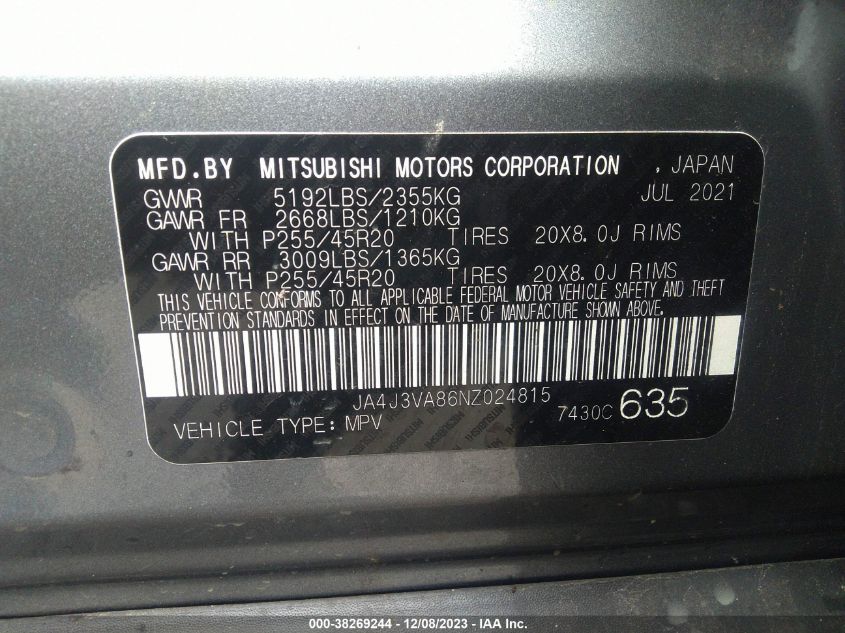 MFD.BY MITSUBISHI MOTORS CORPORATION , JAPAN
GVWR 5192LBS/2355KG JUL 2021
GAWR FR 2668LBS/1210KG
WITH P255/45R20 TIRES 20X8.0J RIMS
GAWR RR 3009LBS/1365KG
WITH P255/45R20 TIRES 20X8.0J RIMS
THIS VEHICLE CONFORMS TO ALL APPLICABLE FEDERAL MOTOR VEHICLE SAFETY AND THEFT
PREVENTION STANDARDS IN EFFECT ON THE DATE OF MANUFACTURE SHOWN ABOVE.
JA4J3VA86NZ024815
VEHICLE TYPE: MPV 7430C 635
000-38269244 - 12/08/2023 - IAA Inc.